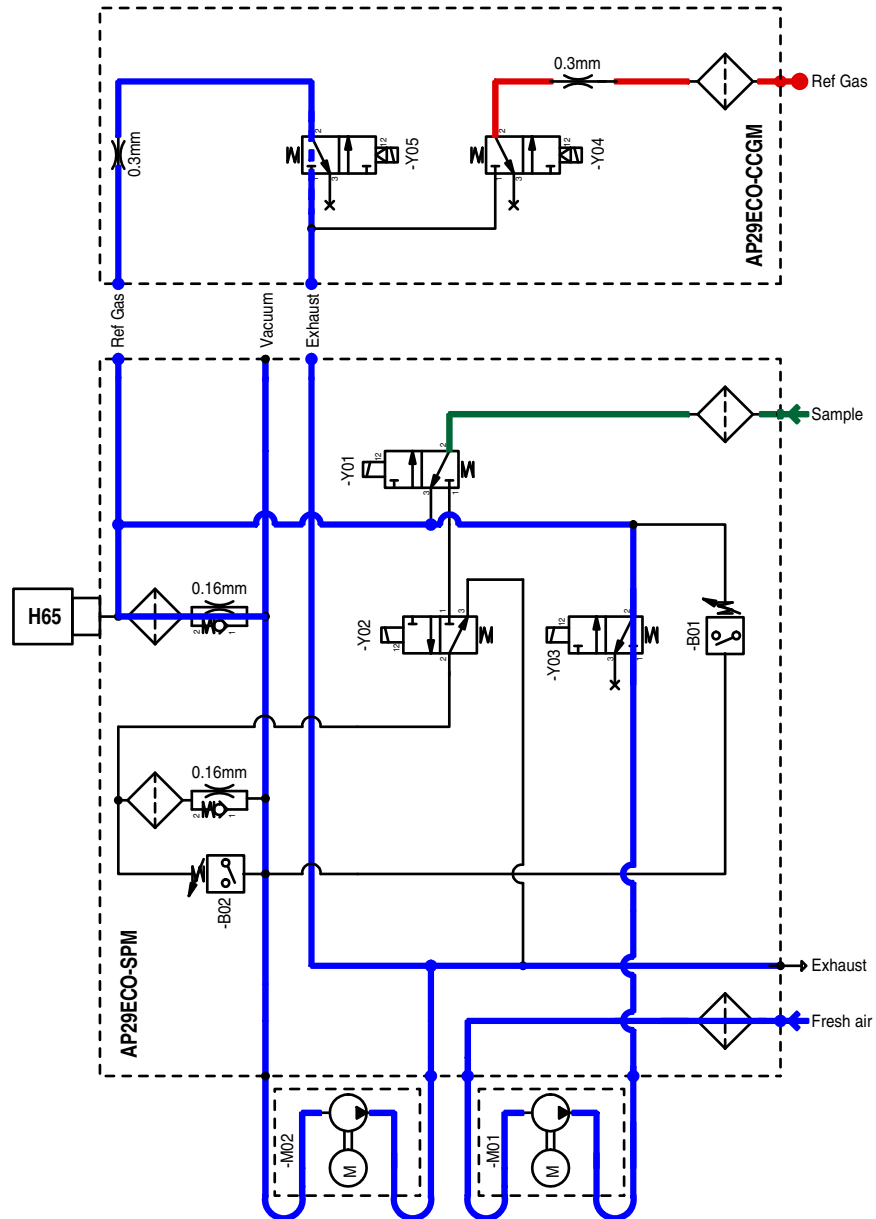 0.3mm
Ref Gas
2
12
1
3
-Y05
2
12
1
3
-Y04
0.3mm
AP29ECO-CCGM
Ref Gas
Vacuum
Exhaust
12
2
-Y01
3
1
Sample
H65
0.16mm
2
1
-Y02
12
1
3
2
12
2
-Y03
3
1
-B01
0.16mm
2
1
-B02
AP29ECO-SPM
Exhaust
Fresh air
-M02
M
-M01
M